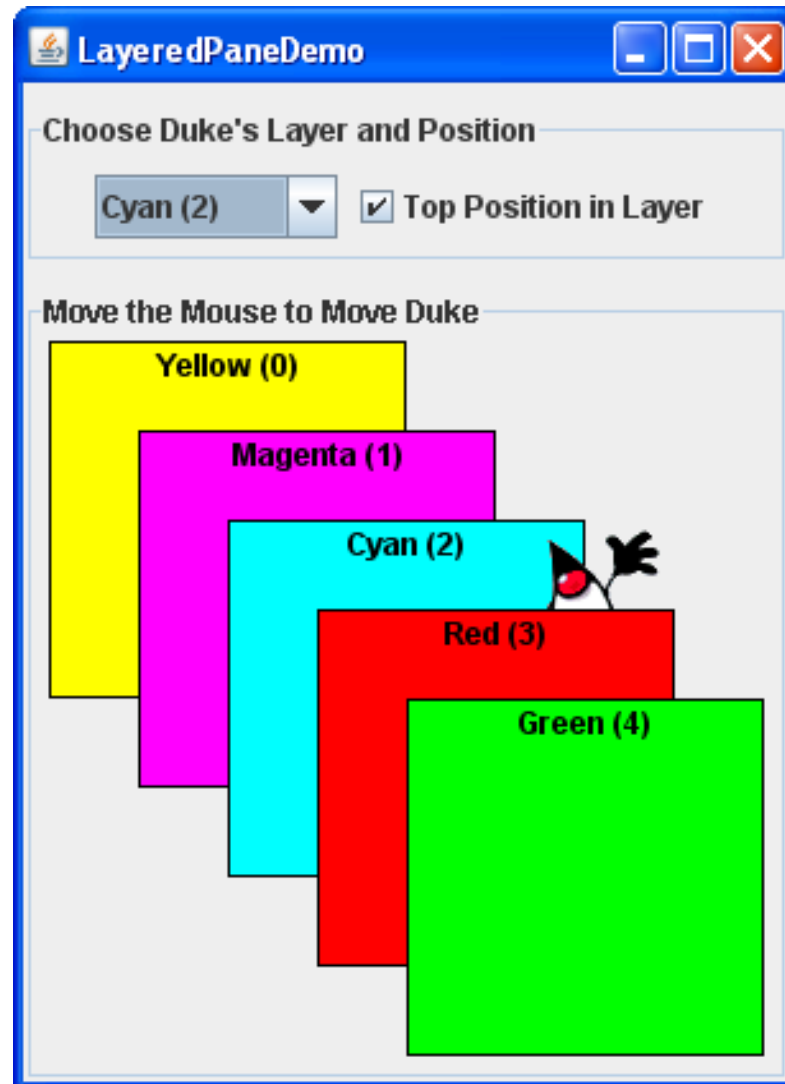 LayeredPaneDemo
Choose Duke's Layer and Position
Cyan (2) Top Position in Layer
Move the Mouse to Move Duke
Yellow (0)
Magenta (1)
Cyan (2)
Red (3)
Green (4)